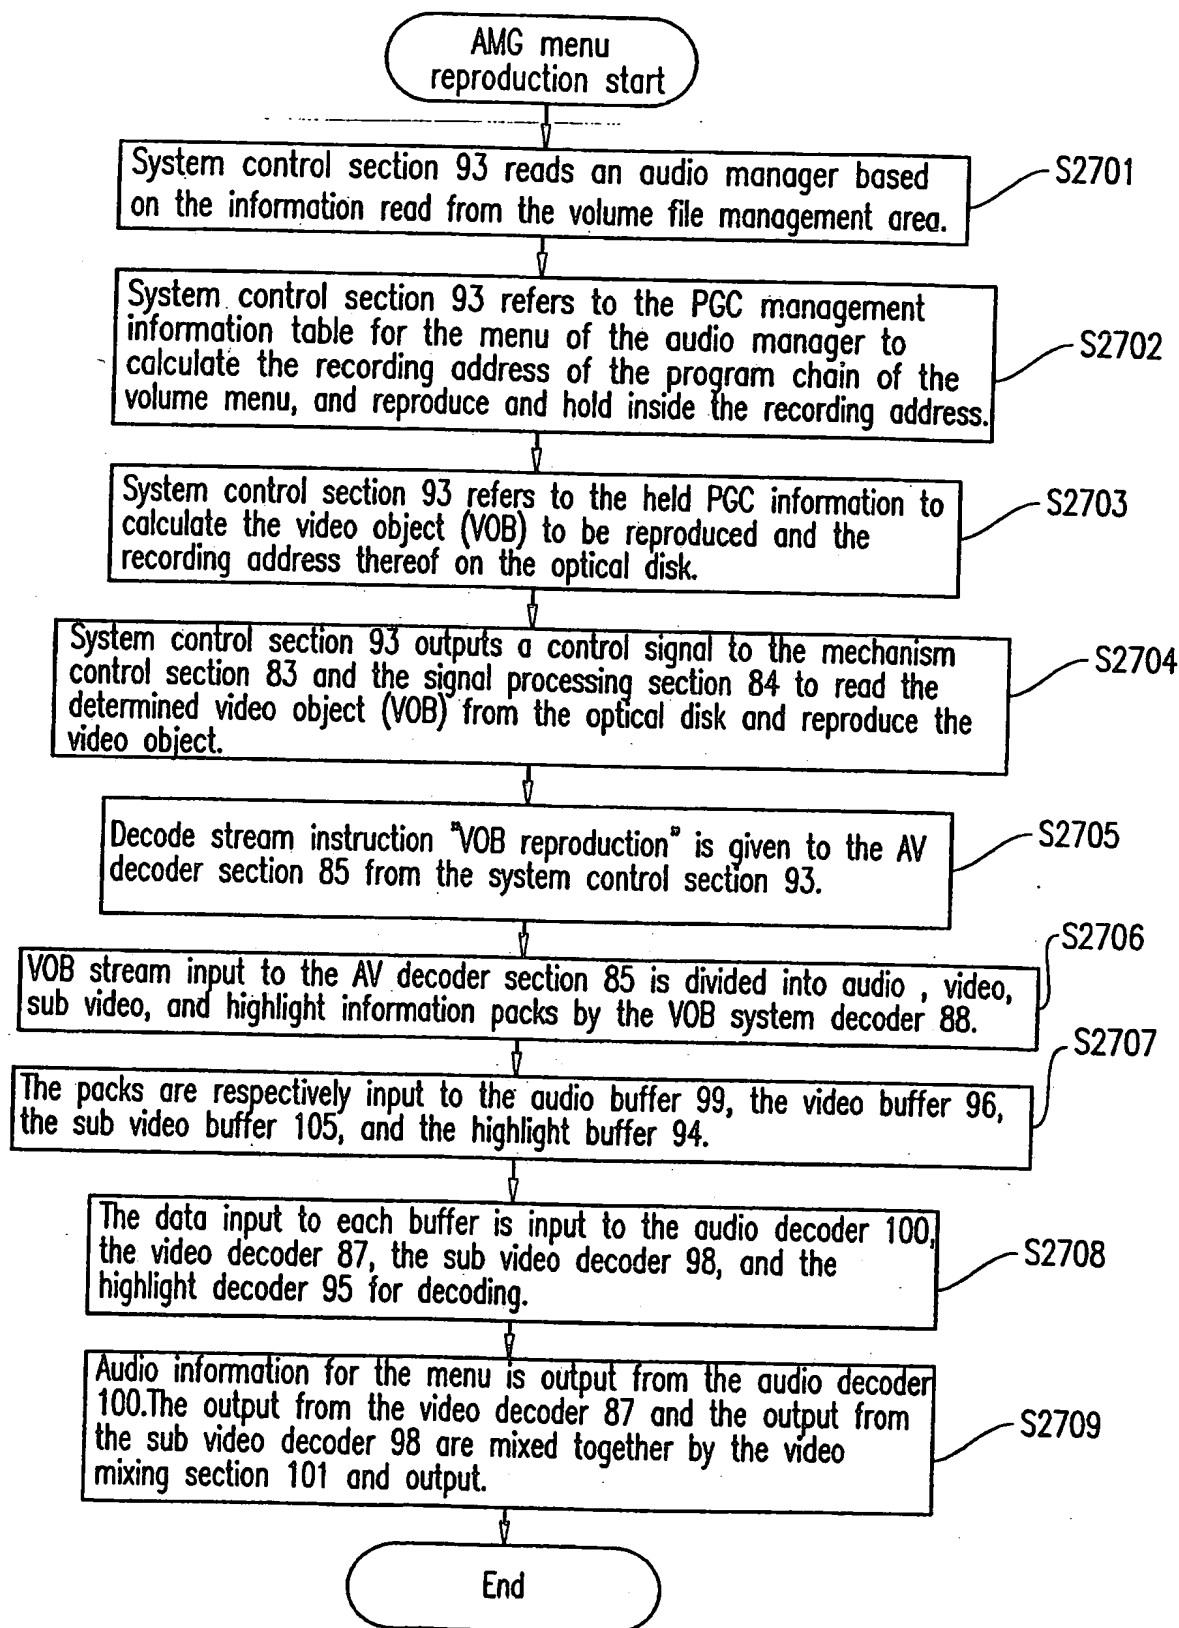 AMG menu
reproduction start
System control section 93 reads an audio manager based
on the information read from the volume file management area.
S2701
System control section 93 refers to the PGC management
information table for the menu of the audio manager to
calculate the recording address of the program chain of the
volume menu, and reproduce and hold inside the recording address.
S2702
System control section 93 refers to the held PGC information to
calculate the video object (VOB) to be reproduced and the
recording address thereof on the optical disk.
S2703
System control section 93 outputs a control signal to the mechanism
control section 83 and the signal processing section 84 to read the
determined video object (VOB) from the optical disk and reproduce the
video object.
S2704
Decode stream instruction "VOB reproduction" is given to the AV
decoder section 85 from the system control section 93.
S2705
VOB stream input to the AV decoder section 85 is divided into audio , video,
sub video, and highlight information packs by the VOB system decoder 88.
S2706
The packs are respectively input to the audio buffer 99, the video buffer 96,
the sub video buffer 105, and the highlight buffer 94.
S2707
The data input to each buffer is input to the audio decoder 100,
the video decoder 87, the sub video decoder 98, and the
highlight decoder 95 for decoding.
S2708
Audio information for the menu is output from the audio decoder
100.The output from the video decoder 87 and the output from
the sub video decoder 98 are mixed together by the video
mixing section 101 and output.
S2709
End